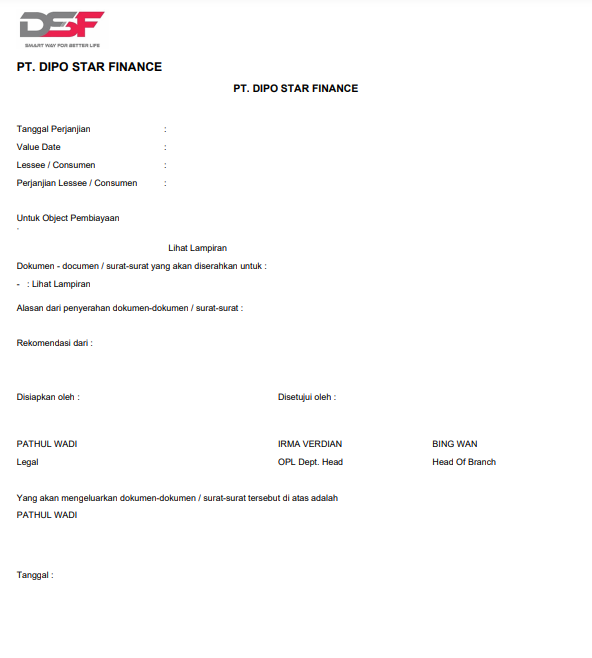 DSF
SMART WAY FOR BETTER LIFE
PT. DIPO STAR FINANCE
PT. DIPO STAR FINANCE
Tanggal Perjanjian :
Value Date :
Lessee / Consumen :
Perjanjian Lessee / Consumen :
Untuk Object Pembiayaan
.
Lihat Lampiran
Dokumen - documen / surat-surat yang akan diserahkan untuk :
- : Lihat Lampiran
Alasan dari penyerahan dokumen-dokumen / surat-surat :
Rekomendasi dari :
Disiapkan oleh : Disetujui oleh :
PATHUL WADI IRMA VERDIAN BING WAN
Legal OPL Dept. Head Head Of Branch
Yang akan mengeluarkan dokumen-dokumen / surat-surat tersebut di atas adalah
PATHUL WADI
Tanggal :